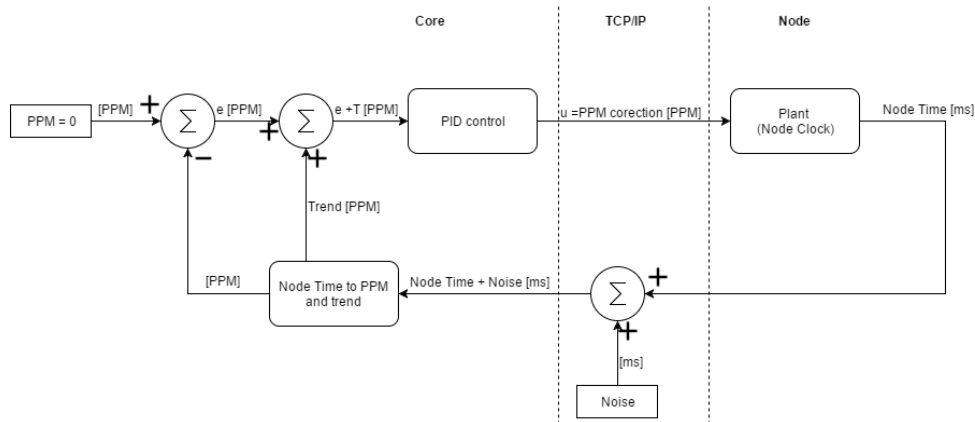 Core
TCP/IP
Node
PPM = 0
[PPM]
+
Σ
−
e [PPM]
+
Σ
+
e +T [PPM]
PID control
u =PPM corection [PPM]
Plant
(Node Clock)
Node Time [ms]
Trend [PPM]
[PPM]
Node Time to PPM
and trend
Node Time + Noise [ms]
Σ
+
+
[ms]
Noise